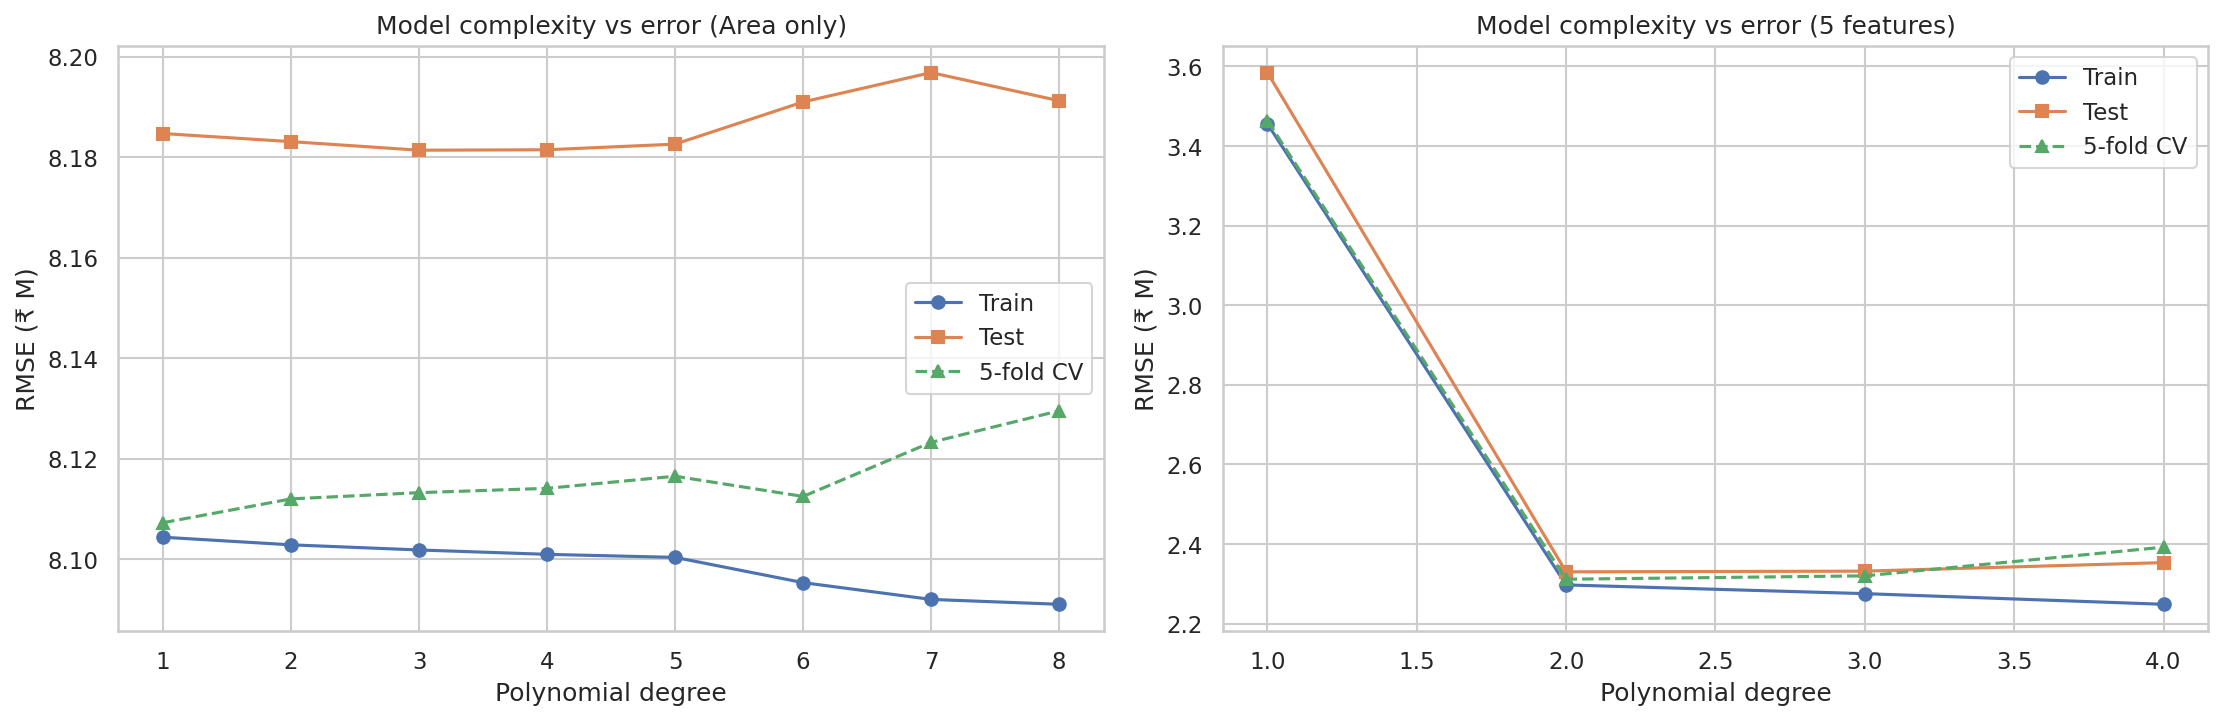 Model complexity vs error (Area only)
RMSE (₹ M)
8.20
8.18
8.16
8.14
8.12
8.10
Train
Test
5-fold CV
1 2 3 4 5 6 7 8
Polynomial degree
Model complexity vs error (5 features)
RMSE (₹ M)
3.6
3.4
3.2
3.0
2.8
2.6
2.4
2.2
Train
Test
5-fold CV
1.0 1.5 2.0 2.5 3.0 3.5 4.0
Polynomial degree